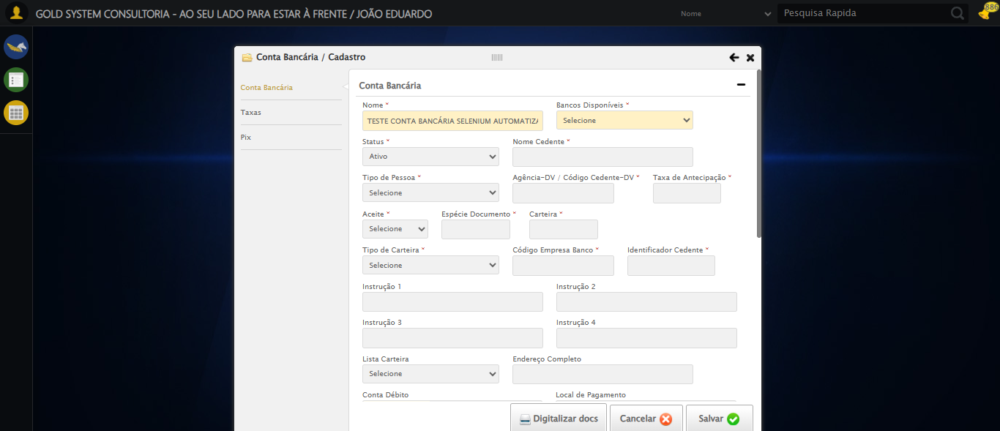 GOLD SYSTEM CONSULTORIA - AO SEU LADO PARA ESTAR À FRENTE / JOÃO EDUARDO
Nome
Pesquisa Rapida
886
Conta Bancária / Cadastro
Conta Bancária
Taxas
Pix
Conta Bancária
Nome * Bancos Disponíveis *
TESTE CONTA BANCÁRIA SELENIUM AUTOMATIZA Selecione
Status * Nome Cedente *
Ativo
Tipo de Pessoa * Agência-DV / Código Cedente-DV * Taxa de Antecipação *
Selecione
Aceite * Espécie Documento * Carteira *
Selecione
Tipo de Carteira * Código Empresa Banco * Identificador Cedente *
Selecione
Instrução 1 Instrução 2
Instrução 3 Instrução 4
Lista Carteira Endereço Completo
Selecione
Conta Débito Local de Pagamento
Digitalizar docs Cancelar Salvar